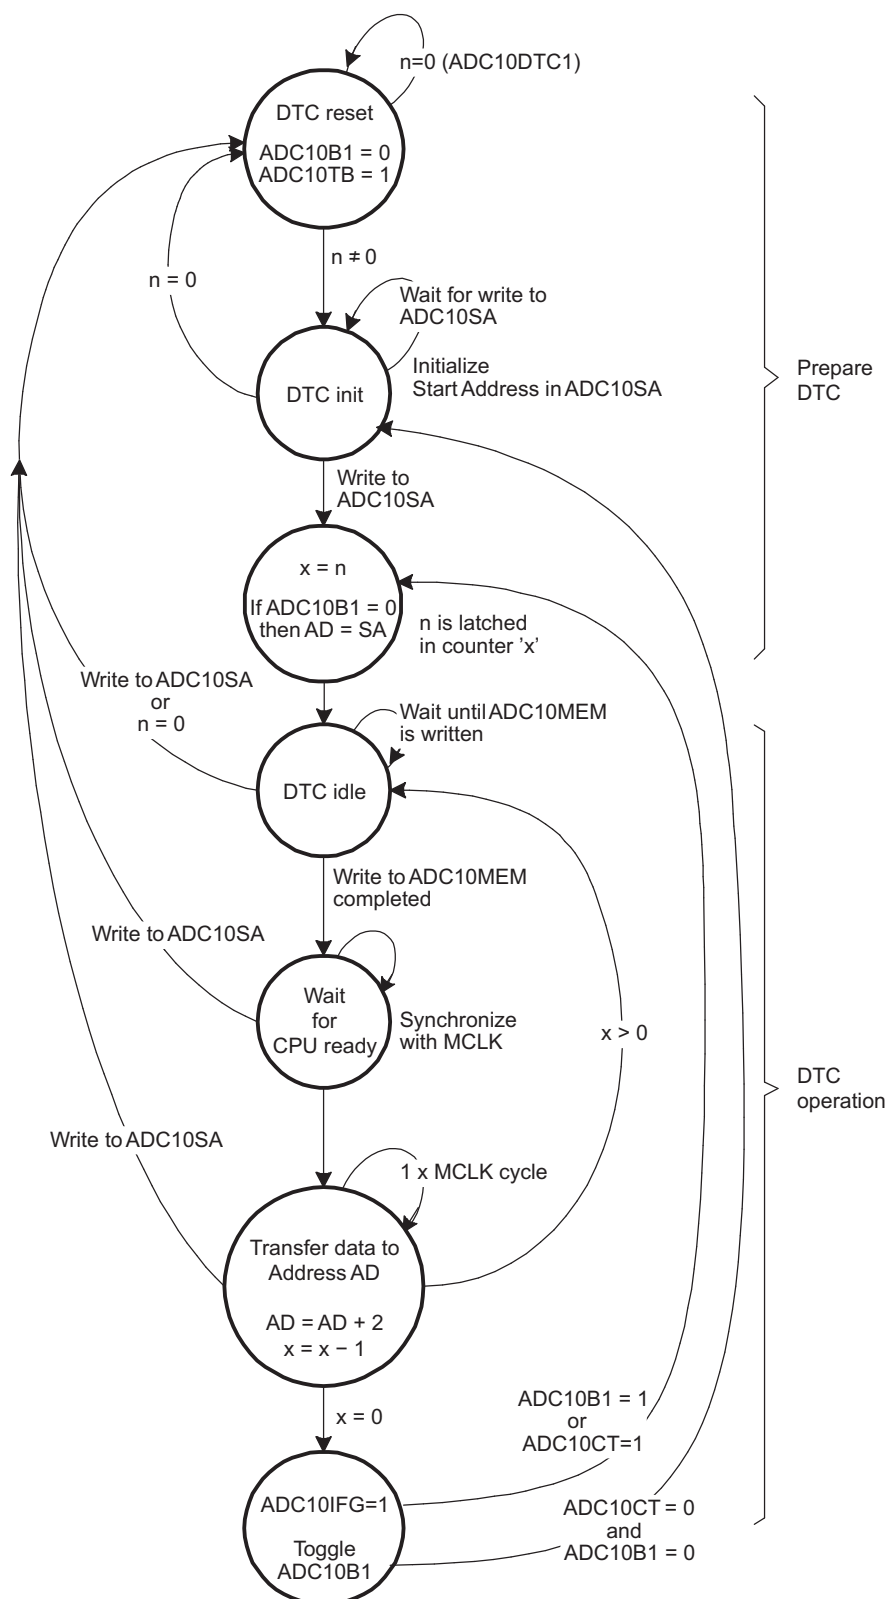 n=0 (ADC10DTC1)
DTC reset
ADC10B1 = 0
ADC10TB = 1
n ≠ 0
n = 0
Wait for write to
ADC10SA
DTC init
Initialize
Start Address in ADC10SA
Prepare
DTC
Write to
ADC10SA
x = n
If ADC10B1 = 0
then AD = SA
n is latched
in counter ’x’
Write to ADC10SA
or
n = 0
Wait until ADC10MEM
is written
DTC idle
Write to ADC10MEM
completed
Write to ADC10SA
Wait
for
CPU ready
Synchronize
with MCLK
x > 0
DTC
operation
Write to ADC10SA
1 x MCLK cycle
Transfer data to
Address AD
AD = AD + 2
x = x − 1
x = 0
ADC10B1 = 1
or
ADC10CT=1
ADC10IFG=1
Toggle
ADC10B1
ADC10CT = 0
and
ADC10B1 = 0